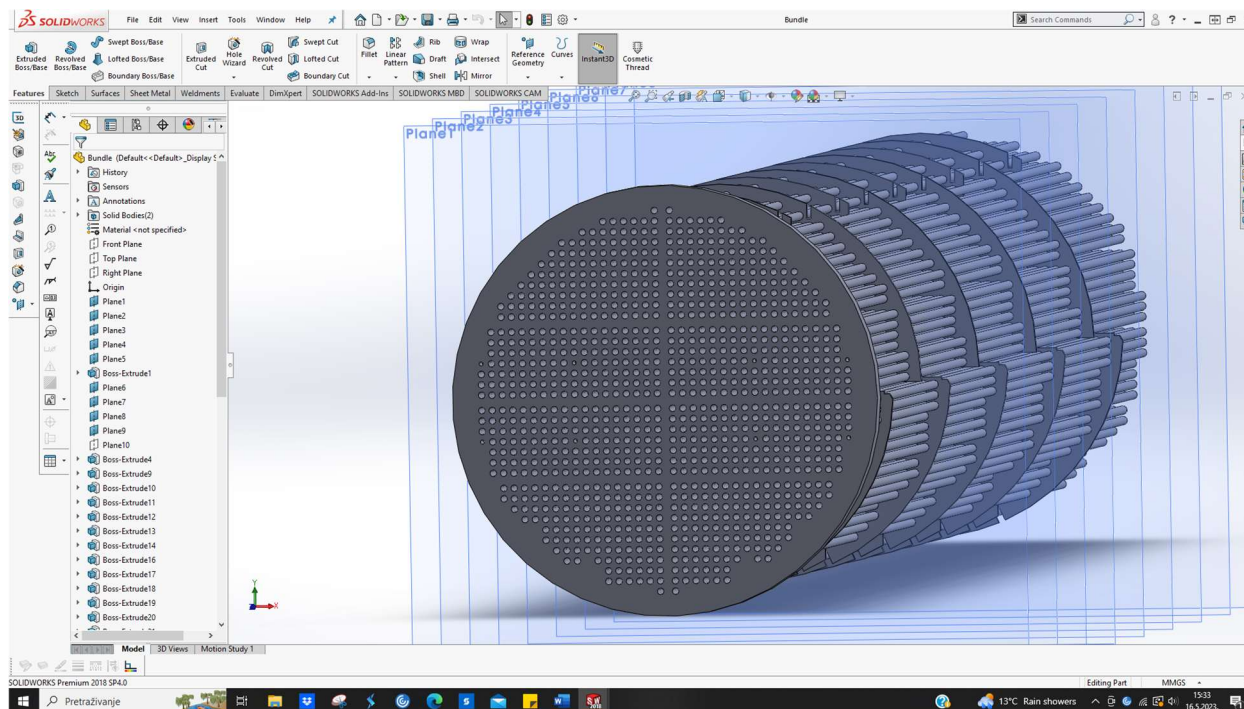 SOLIDWORKS File Edit View Insert Tools Window Help Bundle Search Commands
Extruded Boss/Base
Revolved Boss/Base
Swept Boss/Base
Lofted Boss/Base
Boundary Boss/Base
Extruded Cut
Hole Wizard
Revolved Cut
Swept Cut
Lofted Cut
Boundary Cut
Fillet
Linear Pattern
Rib
Draft
Shell
Wrap
Intersect
Mirror
Reference Geometry
Curves
Instant3D
Cosmetic Thread
Features Sketch Surfaces Sheet Metal Weldments Evaluate DimXpert SOLIDWORKS Add-Ins SOLIDWORKS MBD SOLIDWORKS CAM
Plane7
Plane6
Plane5
Plane4
Plane3
Plane2
Plane1
Bundle (Default<<Default>_Display S
History
Sensors
Annotations
Solid Bodies(2)
Material <not specified>
Front Plane
Top Plane
Right Plane
Origin
Plane1
Plane2
Plane3
Plane4
Plane5
Boss-Extrude1
Plane6
Plane7
Plane8
Plane9
Plane10
Boss-Extrude4
Boss-Extrude9
Boss-Extrude10
Boss-Extrude11
Boss-Extrude12
Boss-Extrude13
Boss-Extrude14
Boss-Extrude16
Boss-Extrude17
Boss-Extrude18
Boss-Extrude19
Boss-Extrude20
Y
X
Model 3D Views Motion Study 1
SOLIDWORKS Premium 2018 SP4.0 Editing Part MMGS
Pretraživanje 13°C Rain showers 15:33
16.5.2023.